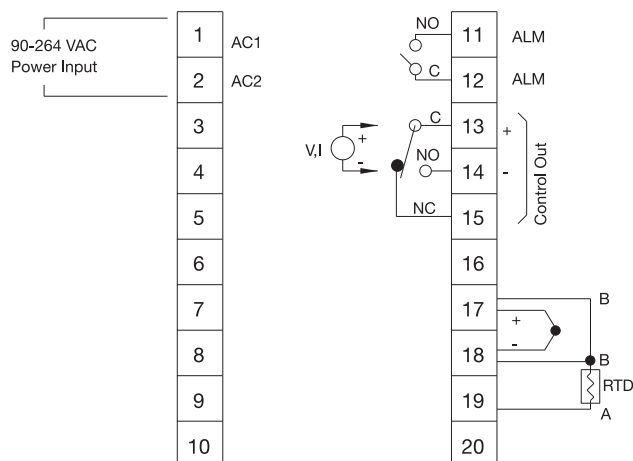 90-264 VAC
Power Input
1 AC1
2 AC2
3
4
5
6
7
8
9
10
NO 11 ALM
C 12 ALM
C 13 +
V,I + -
NO 14 -
NC 15
Control Out
16
17 B
+
-
18 B
RTD
19 A
20